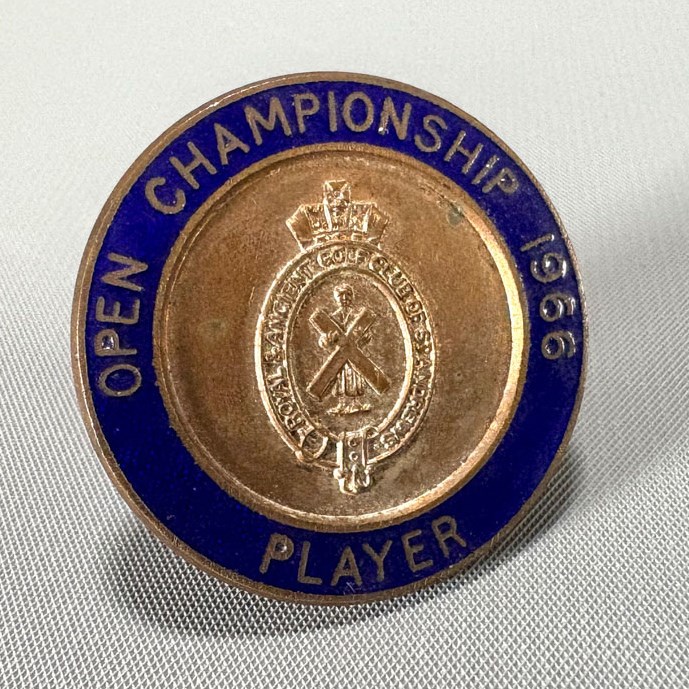 OPEN CHAMPIONSHIP 1966
ROYAL & ANCIENT GOLF CLUB OF ST ANDREWS
PLAYER